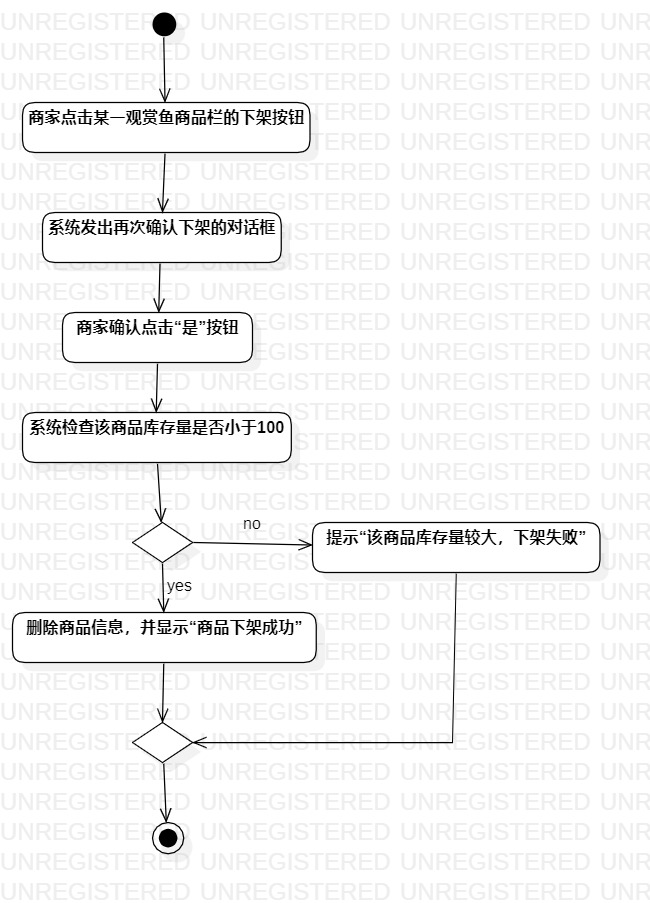 商家点击某一观赏鱼商品栏的下架按钮
系统发出再次确认下架的对话框
商家确认点击“是”按钮
系统检查该商品库存量是否小于100
no
提示“该商品库存量较大，下架失败”
yes
删除商品信息，并显示“商品下架成功”
UNREGISTERED